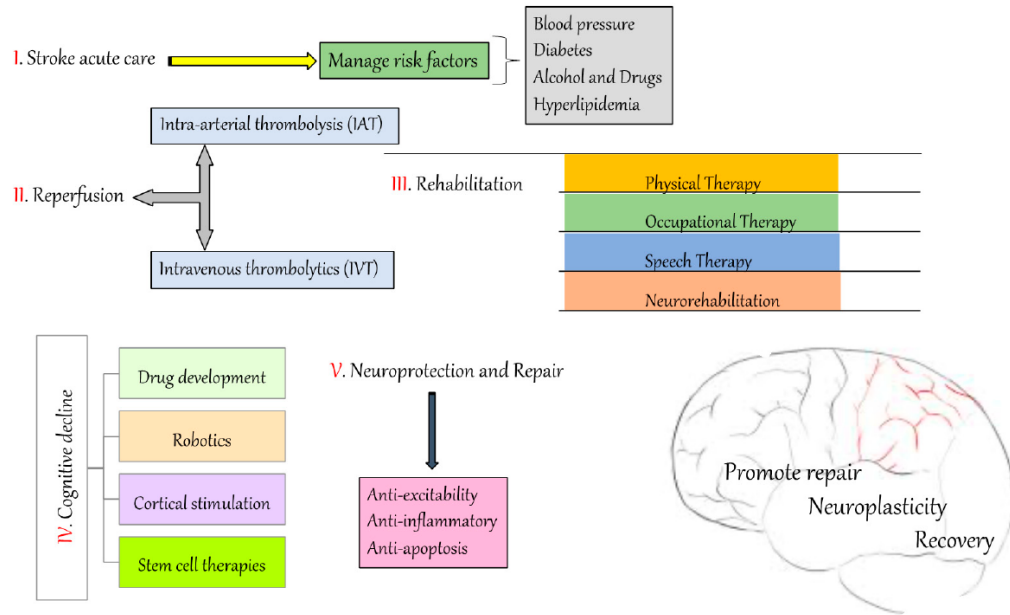 I. Stroke acute care
Manage risk factors
Blood pressure
Diabetes
Alcohol and Drugs
Hyperlipidemia
Intra-arterial thrombolysis (IAT)
II. Reperfusion
Intravenous thrombolytics (IVT)
III. Rehabilitation
Physical Therapy
Occupational Therapy
Speech Therapy
Neurorehabilitation
IV. Cognitive decline
Drug development
Robotics
Cortical stimulation
Stem cell therapies
V. Neuroprotection and Repair
Anti-excitability
Anti-inflammatory
Anti-apoptosis
Promote repair
Neuroplasticity
Recovery